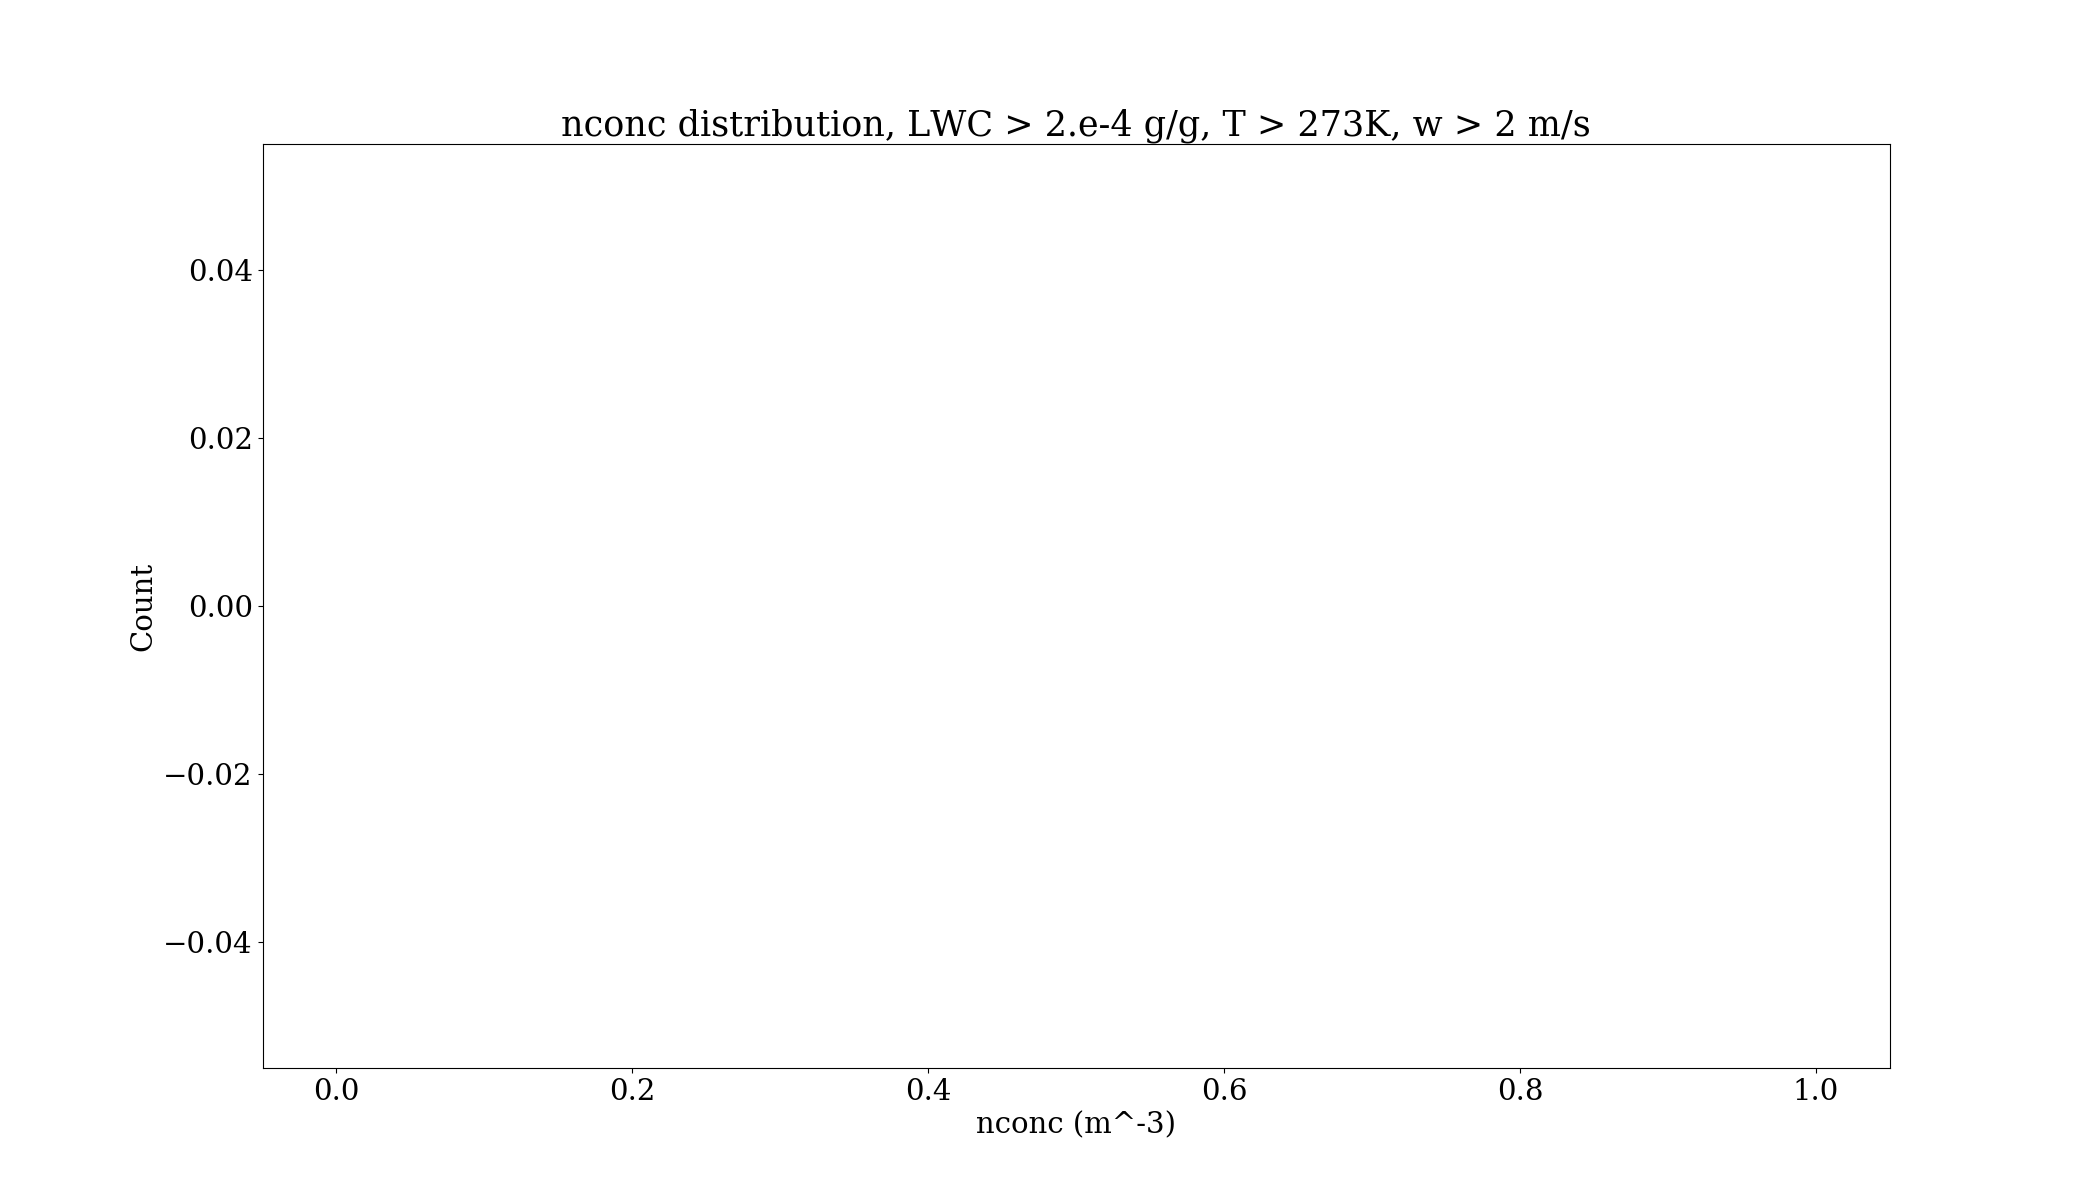 nconc distribution, LWC > 2.e-4 g/g, T > 273K, w > 2 m/s
0.04
0.02
0.00
−0.02
−0.04
Count
0.0 0.2 0.4 0.6 0.8 1.0
nconc (m^-3)